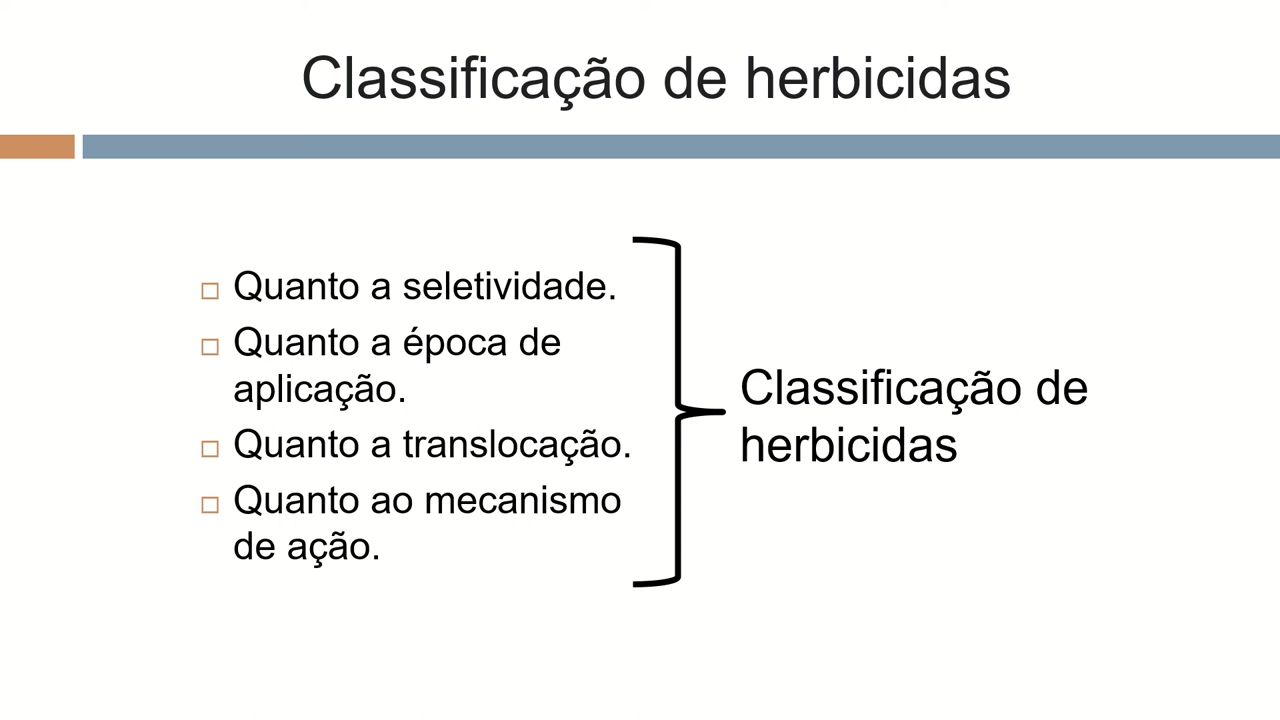 Classificação de herbicidas
Quanto a seletividade.
Quanto a época de
aplicação.
Quanto a translocação.
Quanto ao mecanismo
de ação.
Classificação de
herbicidas